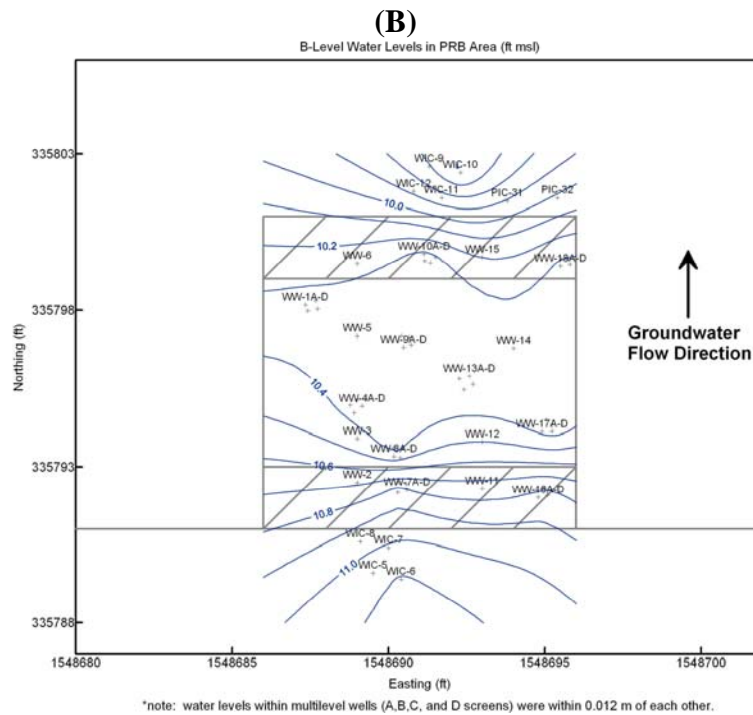 (B)
B-Level Water Levels in PRB Area (ft msl)
335803
WIC-9
WIC-10
WIC-12
WIC-11
PIC-31
PIC-32
10.0
10.2
WW-6
WW-10A-D
WW-15
WW-18A-D
335798
WW-1A-D
WW-5
WW-9A-D
WW-14
Groundwater
Flow Direction
Northing (ft)
WW-13A-D
10.4
WW-4A-D
WW-17A-D
WW-3
WW-12
WW-8A-D
335793
10.6
WW-2
WW-7A-D
WW-11
WW-16A-D
10.8
WIC-8
WIC-7
11.0
WIC-5
WIC-6
335788
1548680
1548685
1548690
1548695
1548700
Easting (ft)
*note: water levels within multilevel wells (A,B,C, and D screens) were within 0.012 m of each other.